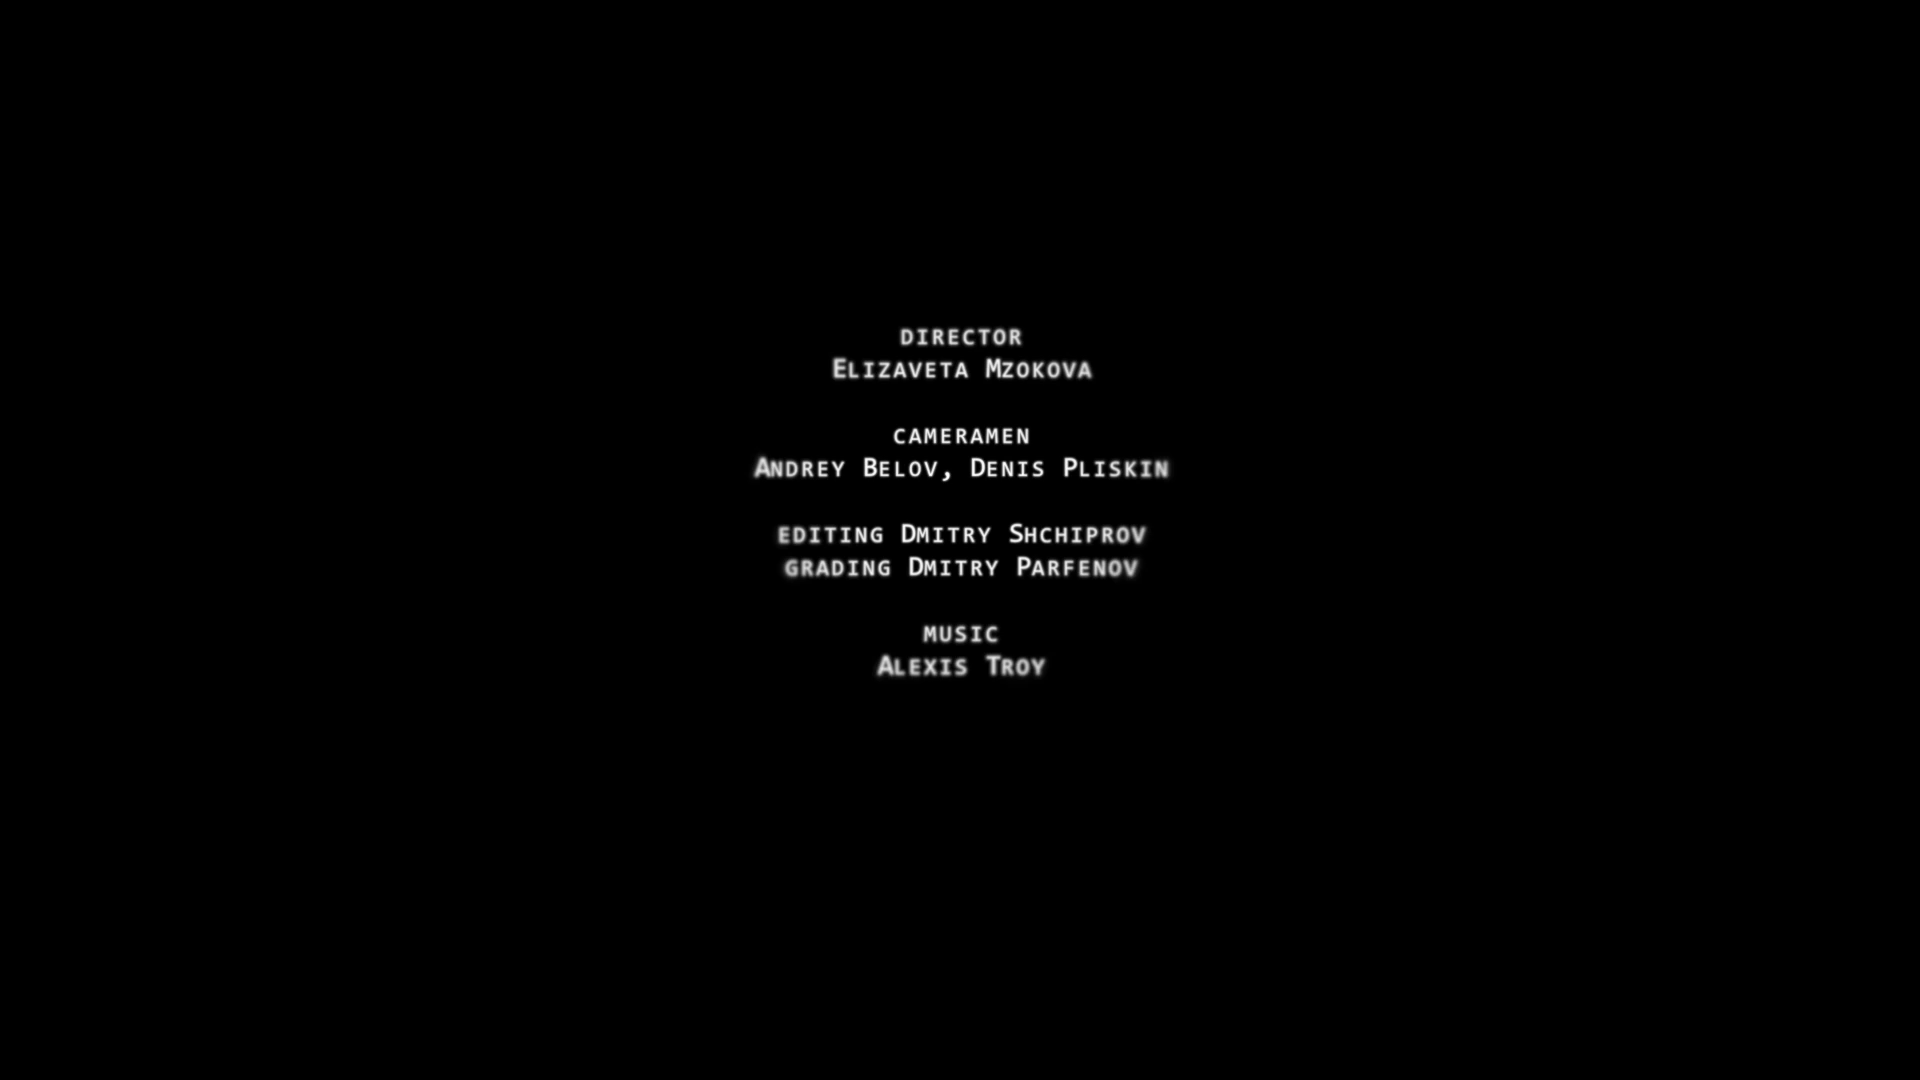 DIRECTOR
ELIZAVETA MZOKOVA
CAMERAMEN
ANDREY BELOV, DENIS PLISKIN
EDITING DMITRY SHCHIPROV
GRADING DMITRY PARFENOV
MUSIC
ALEXIS TROY